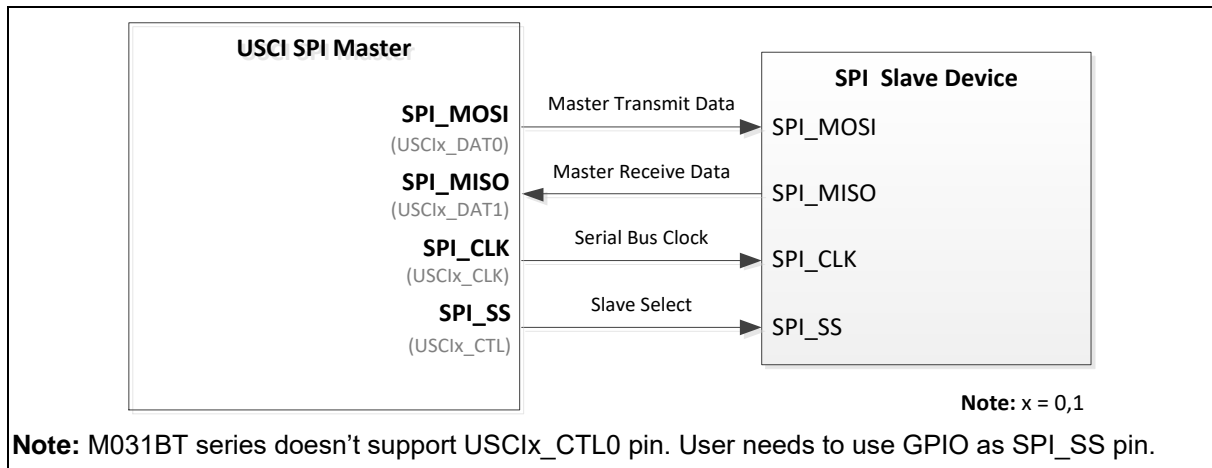 USCI SPI Master
SPI_MOSI
(USCIx_DAT0)
SPI_MISO
(USCIx_DAT1)
SPI_CLK
(USCIx_CLK)
SPI_SS
(USCIx_CTL)
Master Transmit Data
Master Receive Data
Serial Bus Clock
Slave Select
SPI Slave Device
SPI_MOSI
SPI_MISO
SPI_CLK
SPI_SS
Note: x = 0,1
Note: M031BT series doesn’t support USCIx_CTL0 pin. User needs to use GPIO as SPI_SS pin.